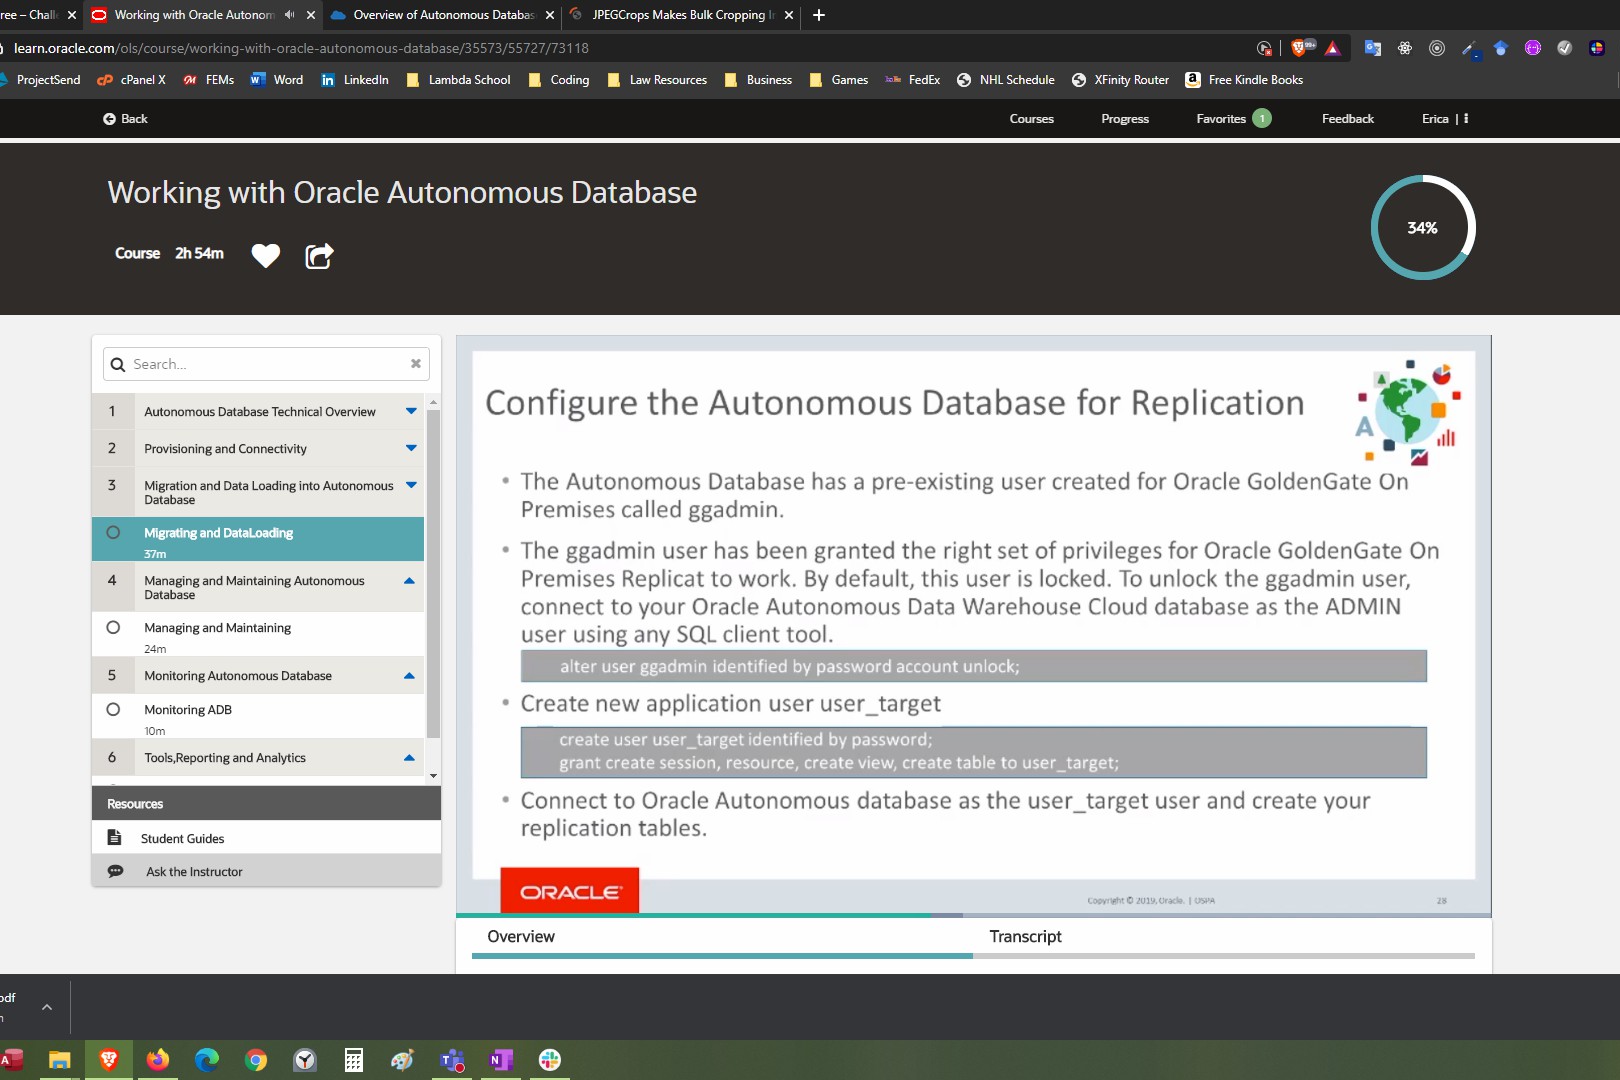 ree – Chall
Working with Oracle Autonom
Overview of Autonomous Databas
JPEGCrops Makes Bulk Cropping I
learn.oracle.com/ols/course/working-with-oracle-autonomous-database/35573/55727/73118
99+
ProjectSend
cP cPanel X
FEMs
Word
LinkedIn
Lambda School
Coding
Law Resources
Business
Games
FedEx
NHL Schedule
XFinity Router
Free Kindle Books
Back
Courses
Progress
Favorites 1
Feedback
Erica |
Working with Oracle Autonomous Database
Course 2h 54m
34%
Search...
1 Autonomous Database Technical Overview
2 Provisioning and Connectivity
3 Migration and Data Loading into Autonomous
Database
Migrating and DataLoading
37m
4 Managing and Maintaining Autonomous
Database
Managing and Maintaining
24m
5 Monitoring Autonomous Database
Monitoring ADB
10m
6 Tools,Reporting and Analytics
Resources
Student Guides
Ask the Instructor
Configure the Autonomous Database for Replication
A
• The Autonomous Database has a pre-existing user created for Oracle GoldenGate On
Premises called ggadmin.
• The ggadmin user has been granted the right set of privileges for Oracle GoldenGate On
Premises Replicat to work. By default, this user is locked. To unlock the ggadmin user,
connect to your Oracle Autonomous Data Warehouse Cloud database as the ADMIN
user using any SQL client tool.
alter user ggadmin identified by password account unlock;
• Create new application user user_target
create user user_target identified by password;
grant create session, resource, create view, create table to user_target;
• Connect to Oracle Autonomous database as the user_target user and create your
replication tables.
ORACLE
Copyright © 2019, Oracle. | OSPA
28
Overview
Transcript
pdf